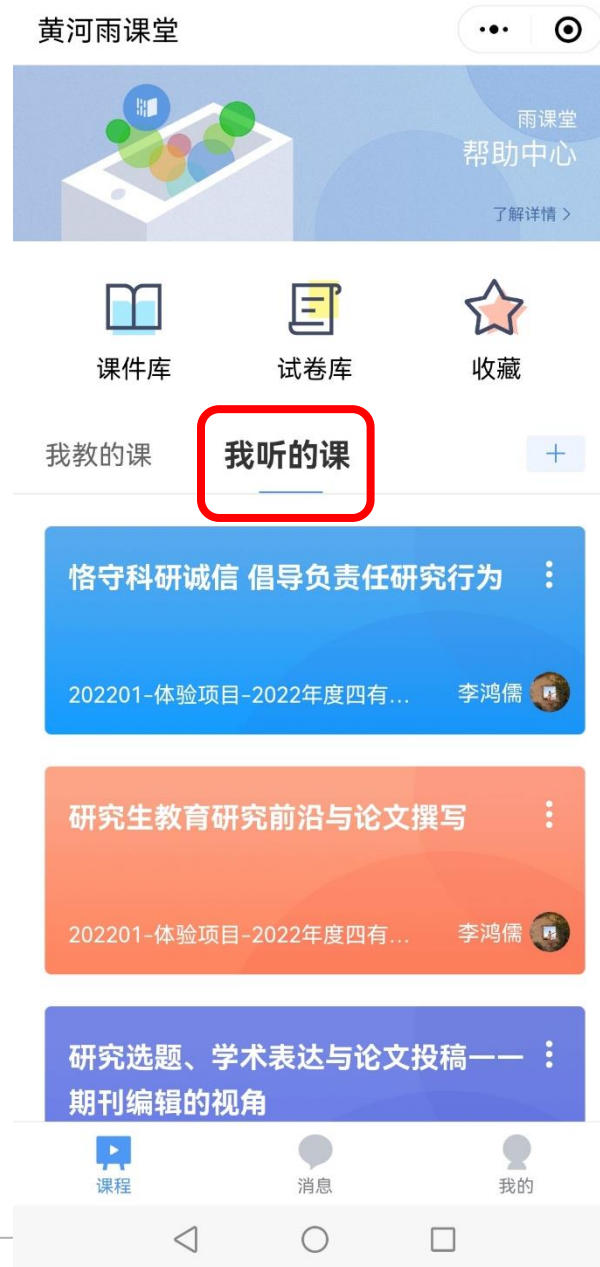 黄河雨课堂
雨课堂
帮助中心
了解详情 >
课件库
试卷库
收藏
我教的课
我听的课
恪守科研诚信 倡导负责任研究行为
202201-体验项目-2022年度四有...
李鸿儒
研究生教育研究前沿与论文撰写
202201-体验项目-2022年度四有...
李鸿儒
研究选题、学术表达与论文投稿——
期刊编辑的视角
课程
消息
我的